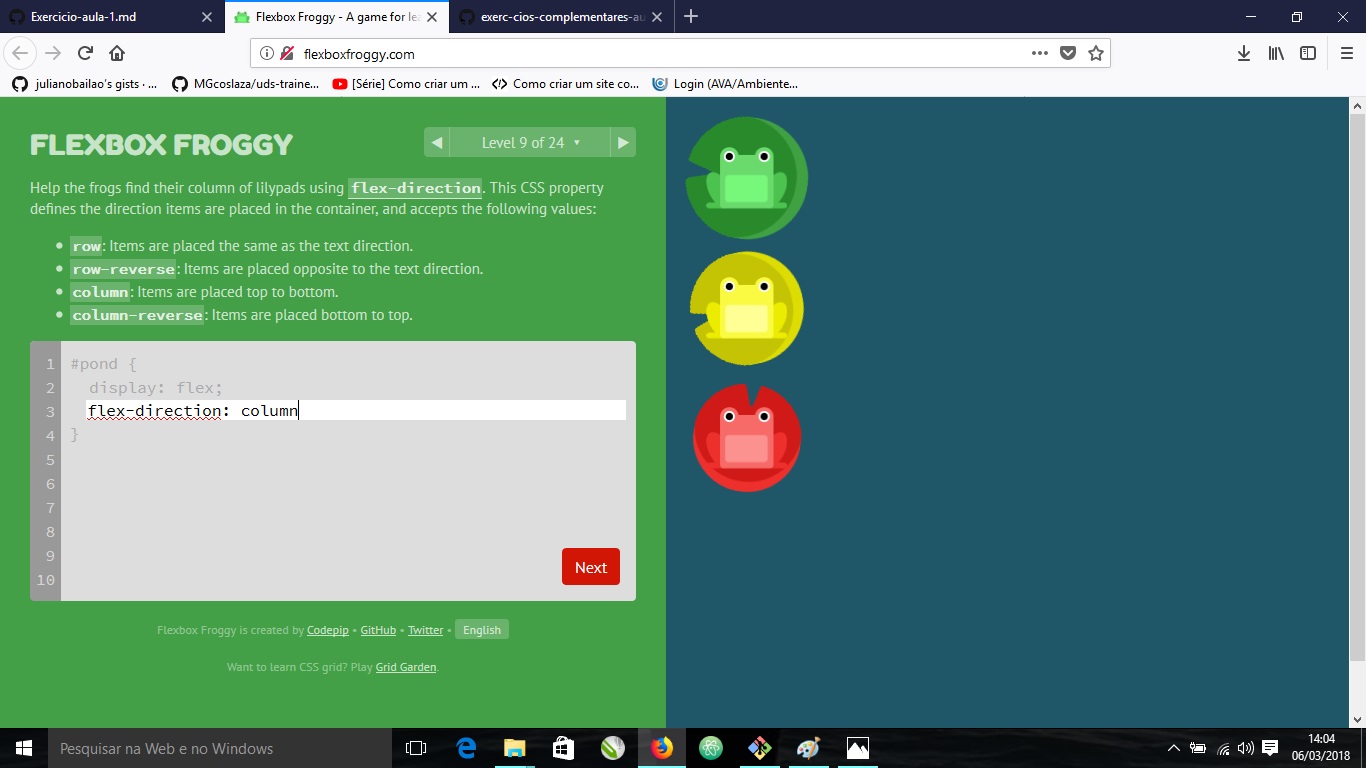 Exercicio-aula-1.md
Flexbox Froggy - A game for le
exerc-cios-complementares-au
flexboxfroggy.com
julianobailao's gists · ...
MGcoslaza/uds-traine...
[Série] Como criar um ...
Como criar um site co...
Login (AVA/Ambiente...
FLEXBOX FROGGY
Level 9 of 24
Help the frogs find their column of lilypads using flex-direction. This CSS property
defines the direction items are placed in the container, and accepts the following values:
• row: Items are placed the same as the text direction.
• row-reverse: Items are placed opposite to the text direction.
• column: Items are placed top to bottom.
• column-reverse: Items are placed bottom to top.
1 #pond {
2 display: flex;
3 flex-direction: column
4 }
5
6
7
8
9
10
Next
Flexbox Froggy is created by Codepip • GitHub • Twitter • English
Want to learn CSS grid? Play Grid Garden.
Pesquisar na Web e no Windows
14:04
06/03/2018